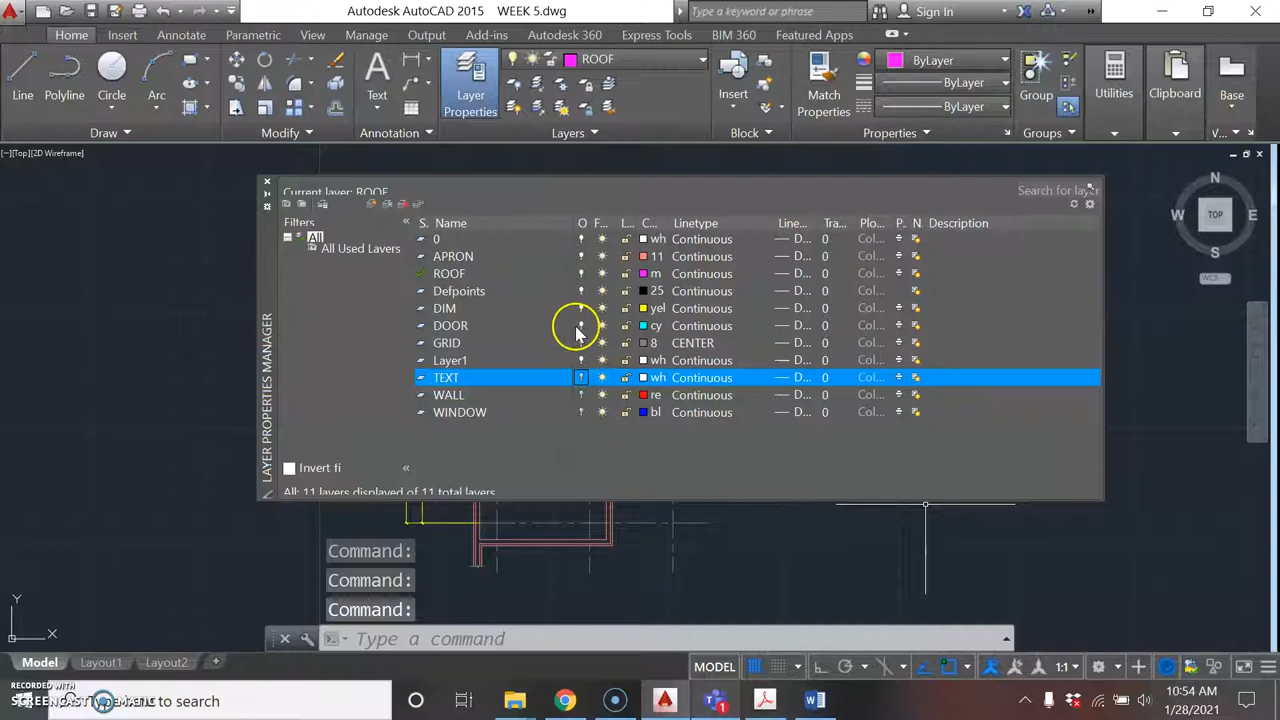 Autodesk AutoCAD 2015 WEEK 5.dwg
Type a keyword or phrase
Sign In
Home Insert Annotate Parametric View Manage Output Add-ins Autodesk 360 Express Tools BIM 360 Featured Apps
Line Polyline Circle Arc Text Layer Properties ROOF Insert Match Properties ByLayer Group Utilities Clipboard Base
ByLayer
ByLayer
Draw Modify Annotation Layers Block Properties Groups V...
[−][Top][2D Wireframe]
N
W TOP E
S
WCS
Current layer: ROOF
Search for layer
Filters
S. Name O F.. L... C... Linetype Line... Tra... Plo... P.. N. Description
All
All Used Layers
0 wh Continuous — D... 0 Col...
APRON 11 Continuous — D... 0 Col...
ROOF m Continuous — D... 0 Col...
Defpoints 25 Continuous — D... 0 Col...
DIM yel Continuous — D... 0 Col...
DOOR cy Continuous — D... 0 Col...
GRID 8 CENTER — D... 0 Col...
Layer1 wh Continuous — D... 0 Col...
TEXT wh Continuous — D... 0 Col...
WALL re Continuous — D... 0 Col...
WINDOW bl Continuous — D... 0 Col...
Invert fi
All: 11 layers displayed of 11 total layers
LAYER PROPERTIES MANAGER
Command:
Command:
Command:
Type a command
Y
X
Model Layout1 Layout2 +
MODEL 1:1
RECORDED WITH
SCREENCAST-O-MATIC
Type here to search
1
10:54 AM
1/28/2021